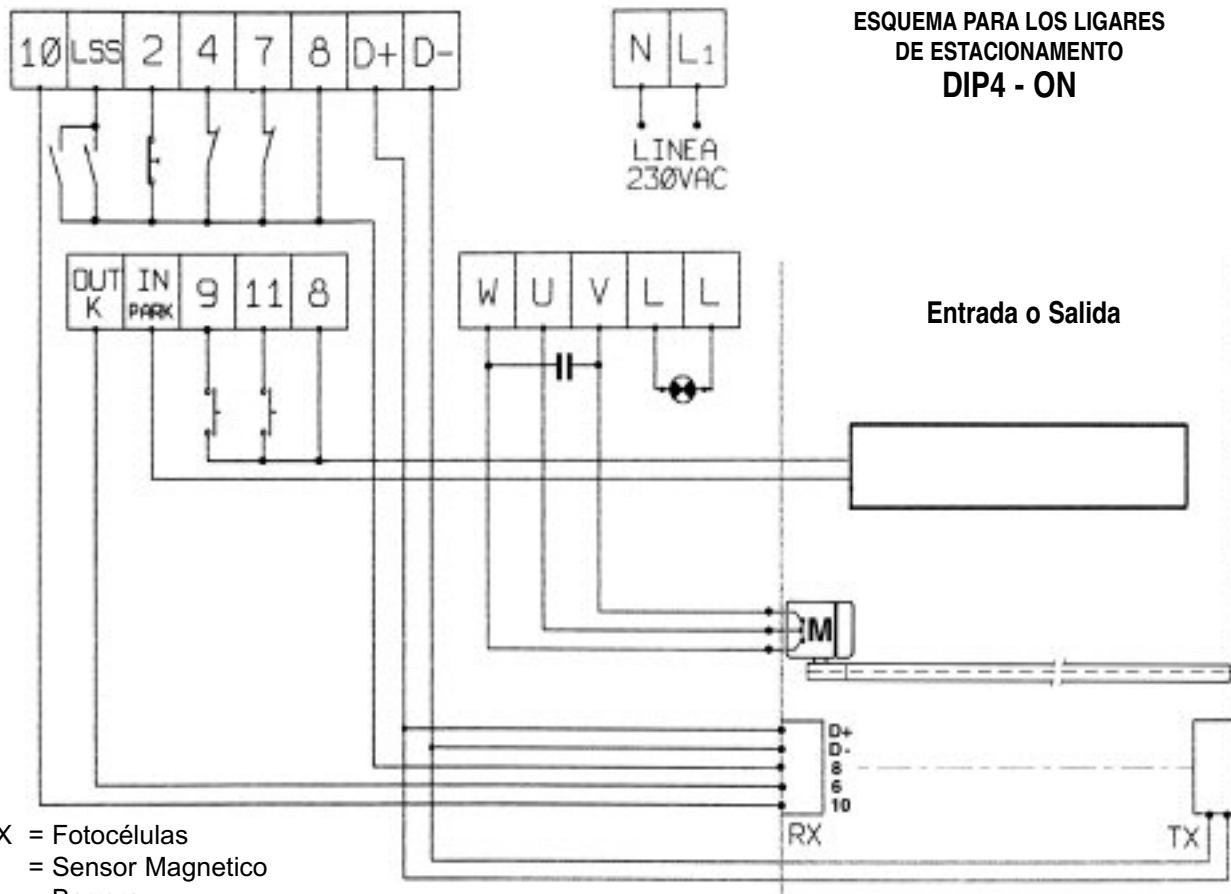 ESQUEMA PARA LOS LIGARES
DE ESTACIONAMENTO
DIP4 - ON
10 LSS 2 4 7 8 D+ D-
N L1
LINEA
230VAC
OUT K IN PARK 9 11 8
W U V L L
Entrada o Salida
M
D+
D-
8
6
10
RX
TX
X = Fotocélulas
= Sensor Magnetico